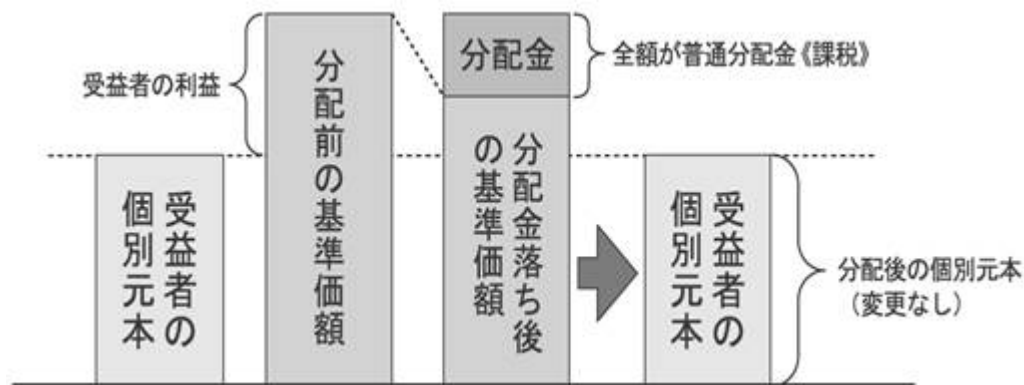 受益者の利益
受益者の
個別元本
分配前の基準価額
分配金
全額が普通分配金《課税》
分配金落ち後
の基準価額
受益者の
個別元本
分配後の個別元本
（変更なし）